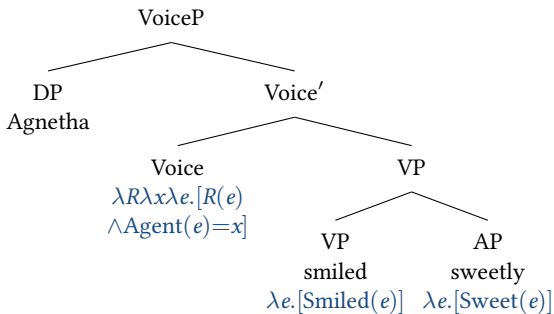 VoiceP
DP
Agnetha
Voice′
Voice
λRλxλe.[R(e)
∧Agent(e)=x]
VP
VP
smiled
λe.[Smiled(e)]
AP
sweetly
λe.[Sweet(e)]